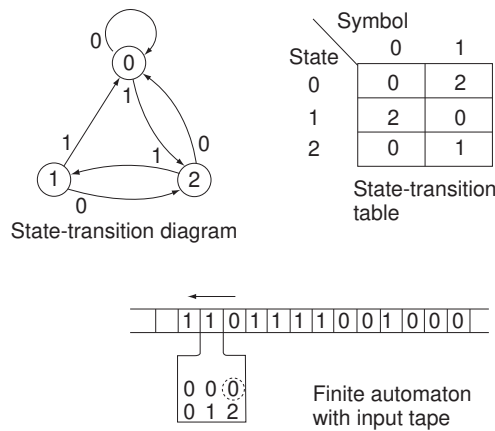 0
0
1
1
1
0
1
2
0
State-transition diagram
Symbol
State 0 1
0 0 2
1 2 0
2 0 1
State-transition
table
1 1 0 1 1 1 1 0 0 1 0 0 0
0 0 0
0 1 2
Finite automaton
with input tape